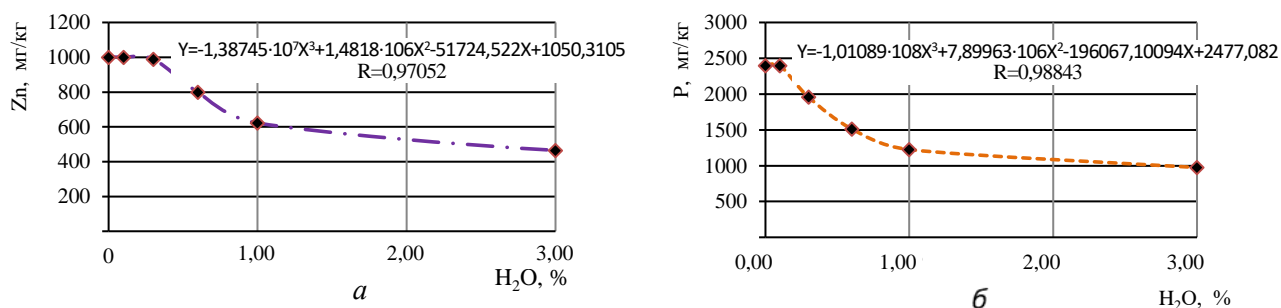 Zn, мг/кг
1200
1000
800
600
400
200
Y=-1,38745·10⁷X³+1,4818·106X²-51724,522X+1050,3105
R=0,97052
0
1,00
2,00
3,00
H₂O, %
а
P, мг/кг
3000
2500
2000
1500
1000
500
Y=-1,01089·108X³+7,89963·106X²-196067,10094X+2477,082
R=0,98843
0,00
1,00
2,00
3,00
H₂O, %
б